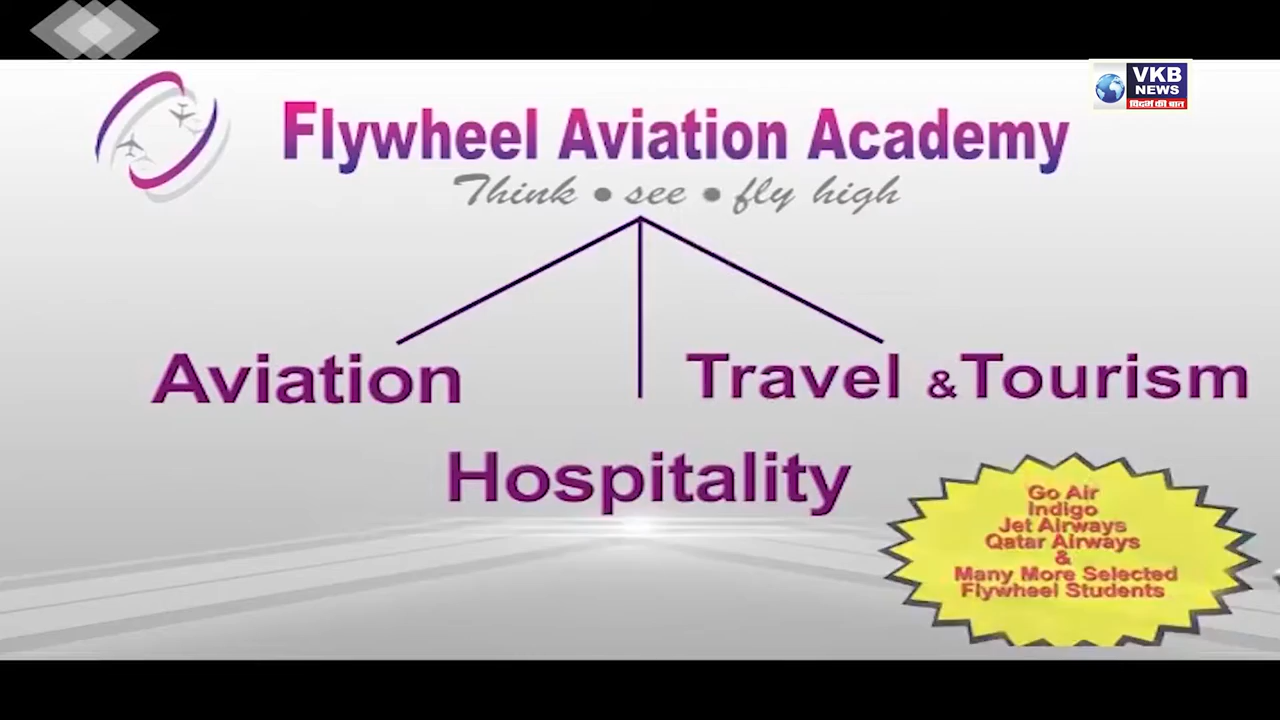 VKB
NEWS
विदर्भ की बात
Flywheel Aviation Academy
Think • see • fly high
Aviation
Travel & Tourism
Hospitality
Go Air
Indigo
Jet Airways
Qatar Airways
&
Many More Selected
Flywheel Students